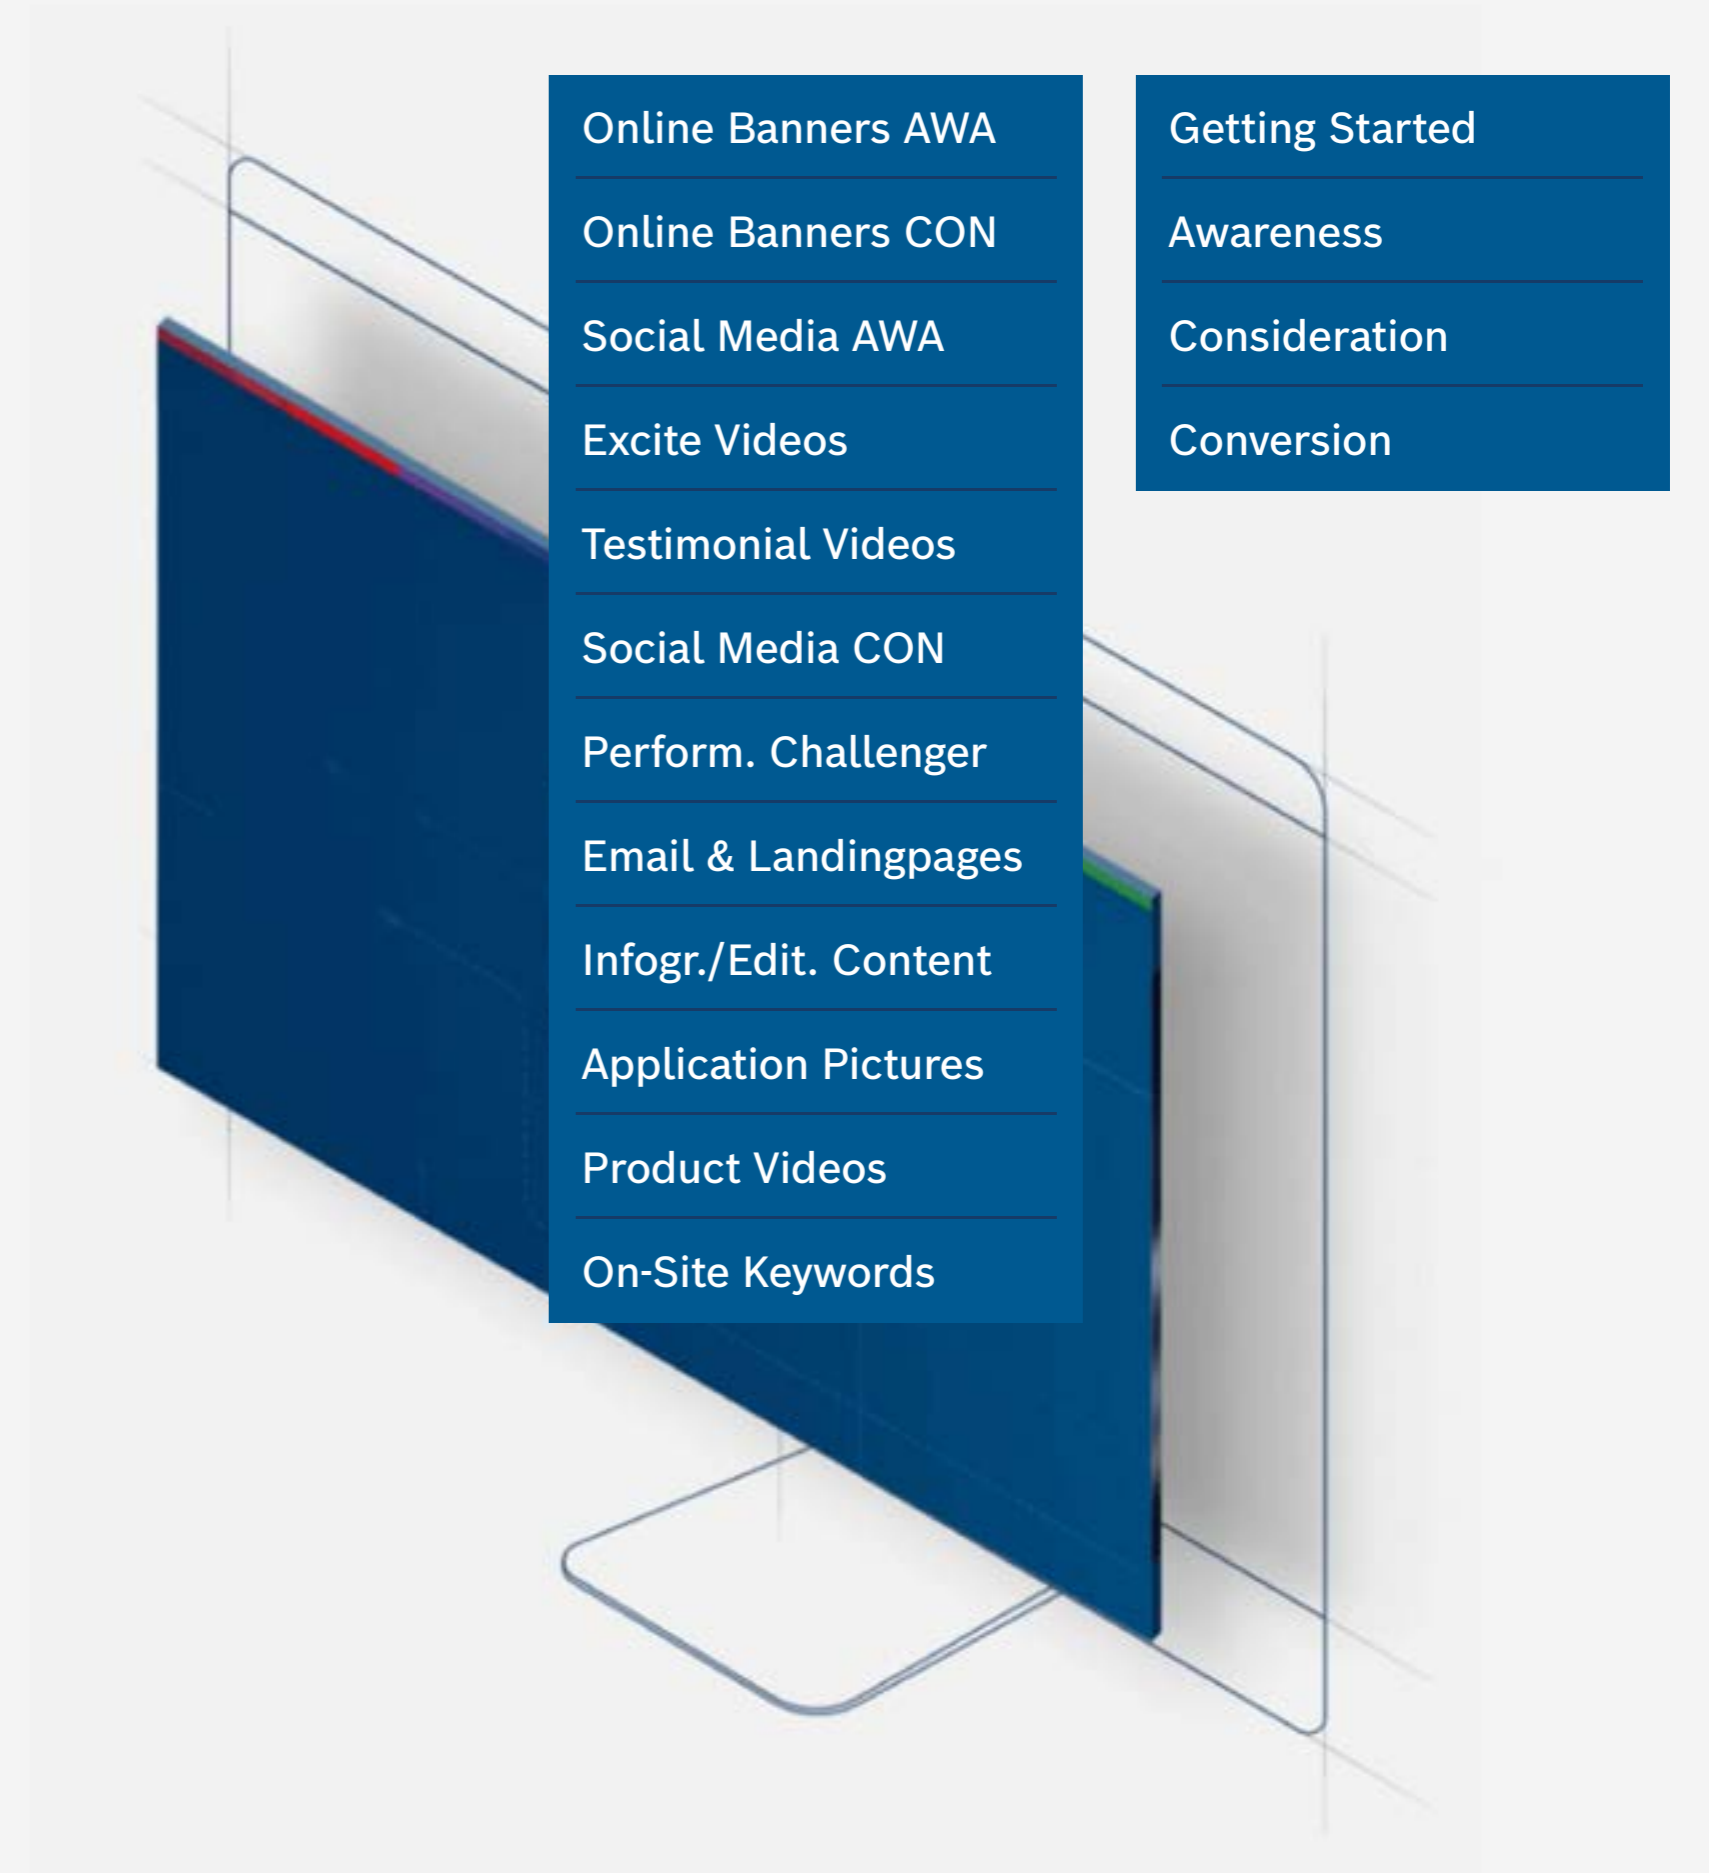 Online Banners AWA
Online Banners CON
Social Media AWA
Excite Videos
Testimonial Videos
Social Media CON
Perform. Challenger
Email & Landingpages
Infogr./Edit. Content
Application Pictures
Product Videos
On-Site Keywords
Getting Started
Awareness
Consideration
Conversion